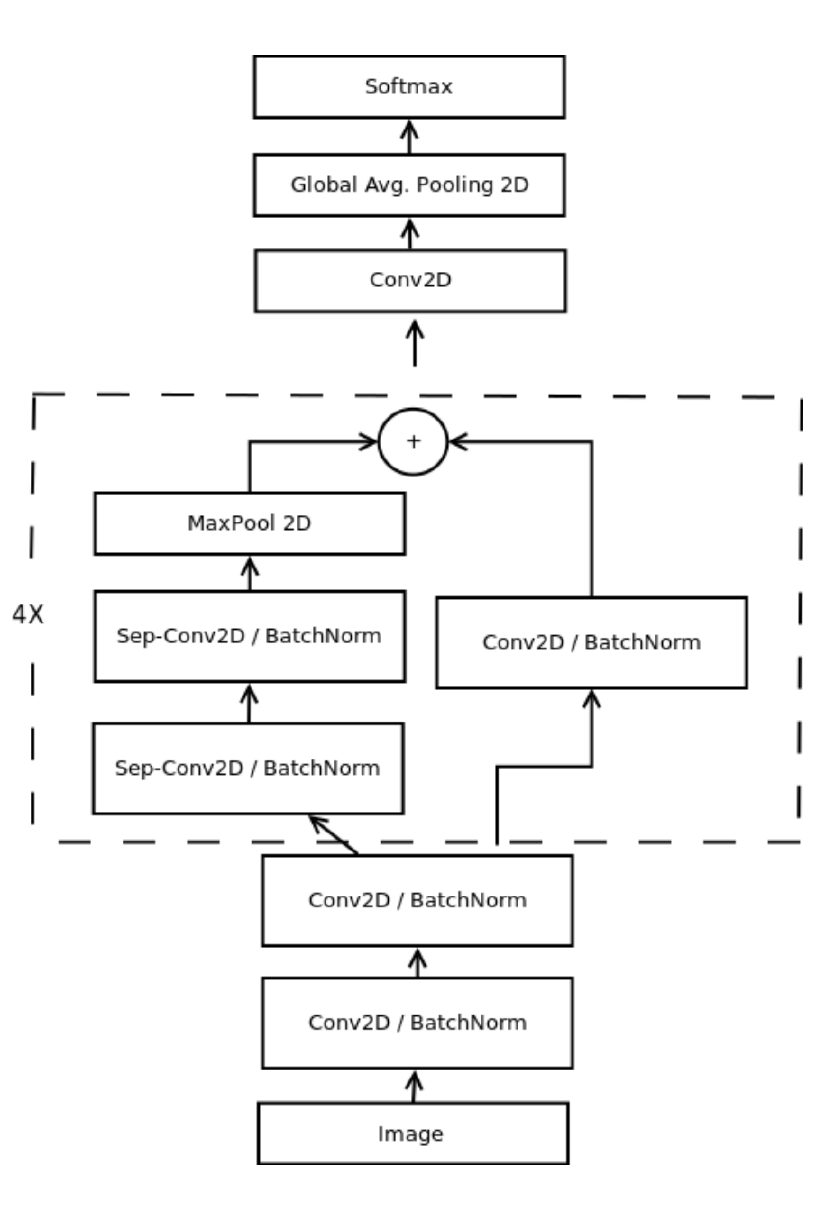 Softmax
Global Avg. Pooling 2D
Conv2D
+
MaxPool 2D
4X
Sep-Conv2D / BatchNorm
Conv2D / BatchNorm
Sep-Conv2D / BatchNorm
Conv2D / BatchNorm
Conv2D / BatchNorm
Image